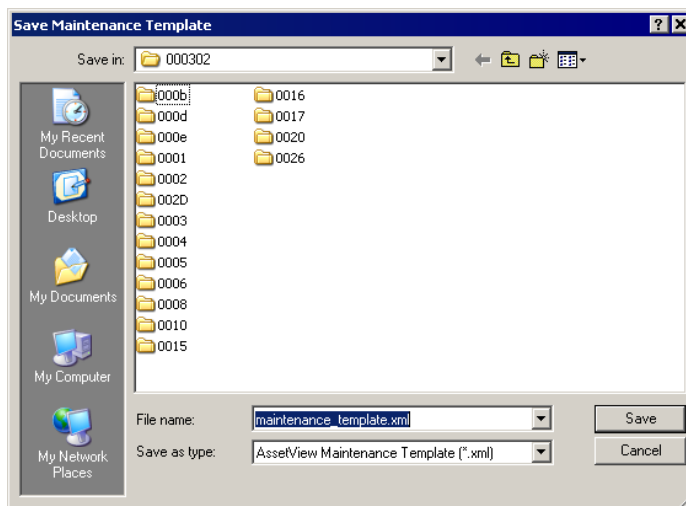 Save Maintenance Template
Save in: 000302
000b 0016
000d 0017
000e 0020
0001 0026
0002
002D
0003
0004
0005
0006
0008
0010
0015
My Recent
Documents
Desktop
My Documents
My Computer
My Network
Places
File name: maintenance_template.xml Save
Save as type: AssetView Maintenance Template (*.xml) Cancel